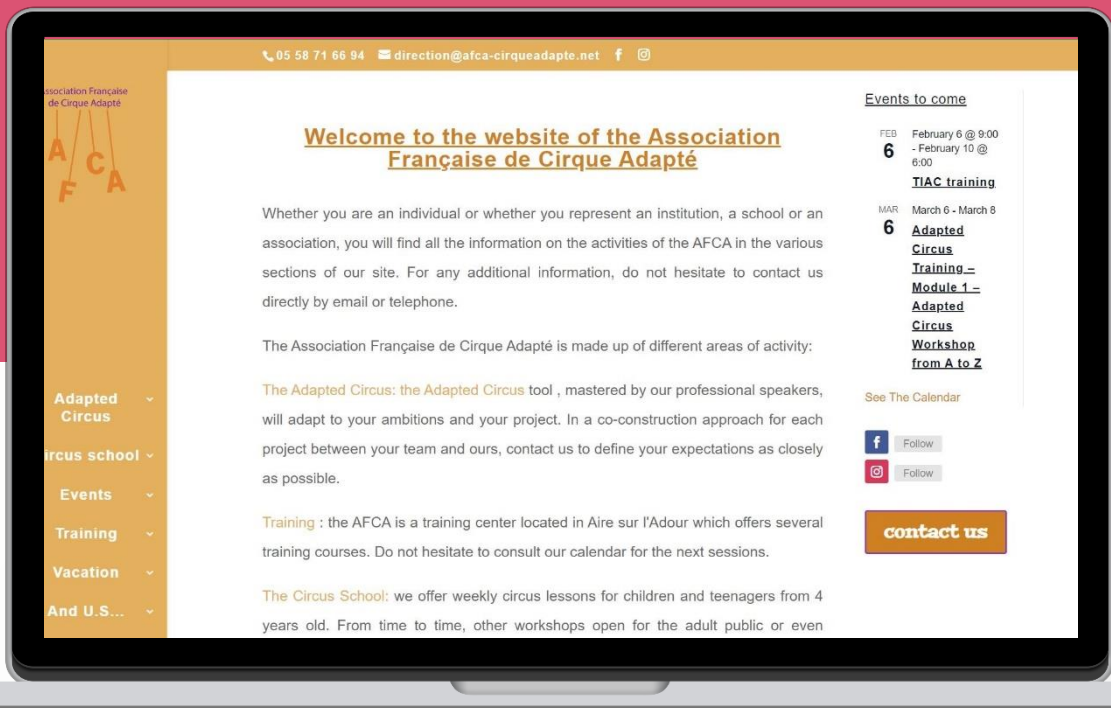 05 58 71 66 94 direction@afca-cirqueadapte.net
Association Française
de Cirque Adapté
A F C A
Adapted
Circus
ircus school
Events
Training
Vacation
And U.S...
Welcome to the website of the Association
Française de Cirque Adapté
Whether you are an individual or whether you represent an institution, a school or an
association, you will find all the information on the activities of the AFCA in the various
sections of our site. For any additional information, do not hesitate to contact us
directly by email or telephone.
The Association Française de Cirque Adapté is made up of different areas of activity:
The Adapted Circus: the Adapted Circus tool , mastered by our professional speakers,
will adapt to your ambitions and your project. In a co-construction approach for each
project between your team and ours, contact us to define your expectations as closely
as possible.
Training : the AFCA is a training center located in Aire sur l'Adour which offers several
training courses. Do not hesitate to consult our calendar for the next sessions.
The Circus School: we offer weekly circus lessons for children and teenagers from 4
years old. From time to time, other workshops open for the adult public or even
Events to come
FEB
6
February 6 @ 9:00
- February 10 @
6:00
TIAC training
MAR
6
March 6 - March 8
Adapted
Circus
Training –
Module 1 –
Adapted
Circus
Workshop
from A to Z
See The Calendar
f Follow
Follow
contact us